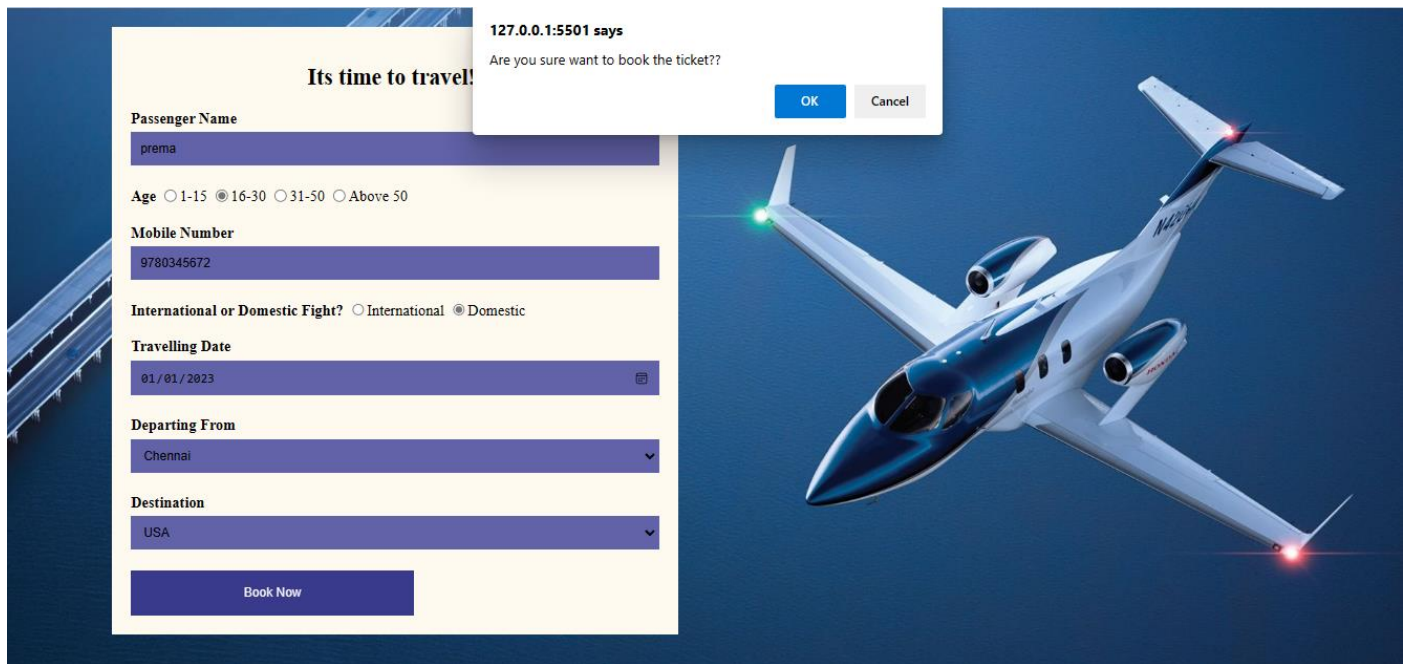 127.0.0.1:5501 says
Are you sure want to book the ticket??
OK Cancel
Its time to travel!
Passenger Name
prema
Age 1-15 16-30 31-50 Above 50
Mobile Number
9780345672
International or Domestic Fight? International Domestic
Travelling Date
01/01/2023
Departing From
Chennai
Destination
USA
Book Now